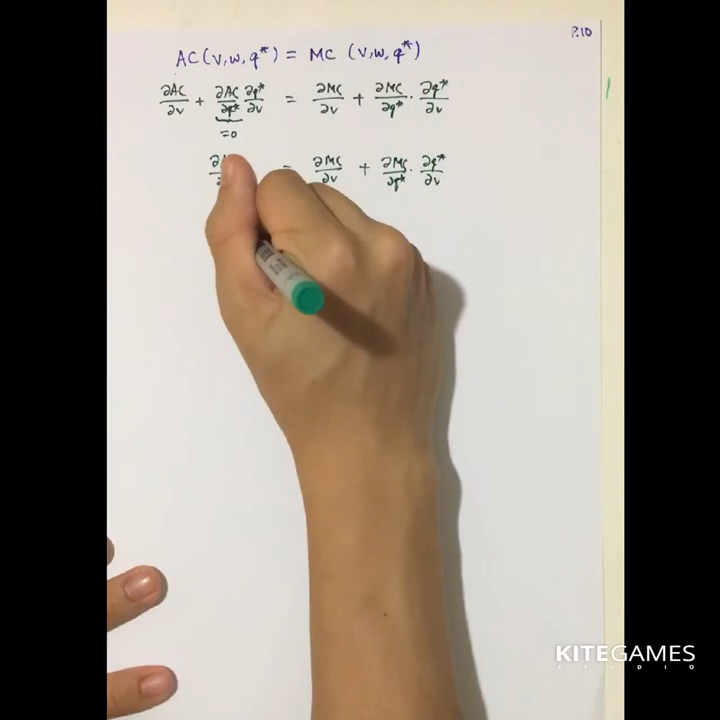 P.10
AC(v,w,q*) = MC (v,w,q*)
∂AC/∂v + ∂AC/∂q* ∂q*/∂v = ∂MC/∂v + ∂MC/∂q* · ∂q*/∂v
=0
= ∂MC/∂v + ∂MC/∂q* · ∂q*/∂v
KITEGAMES
STUDIO